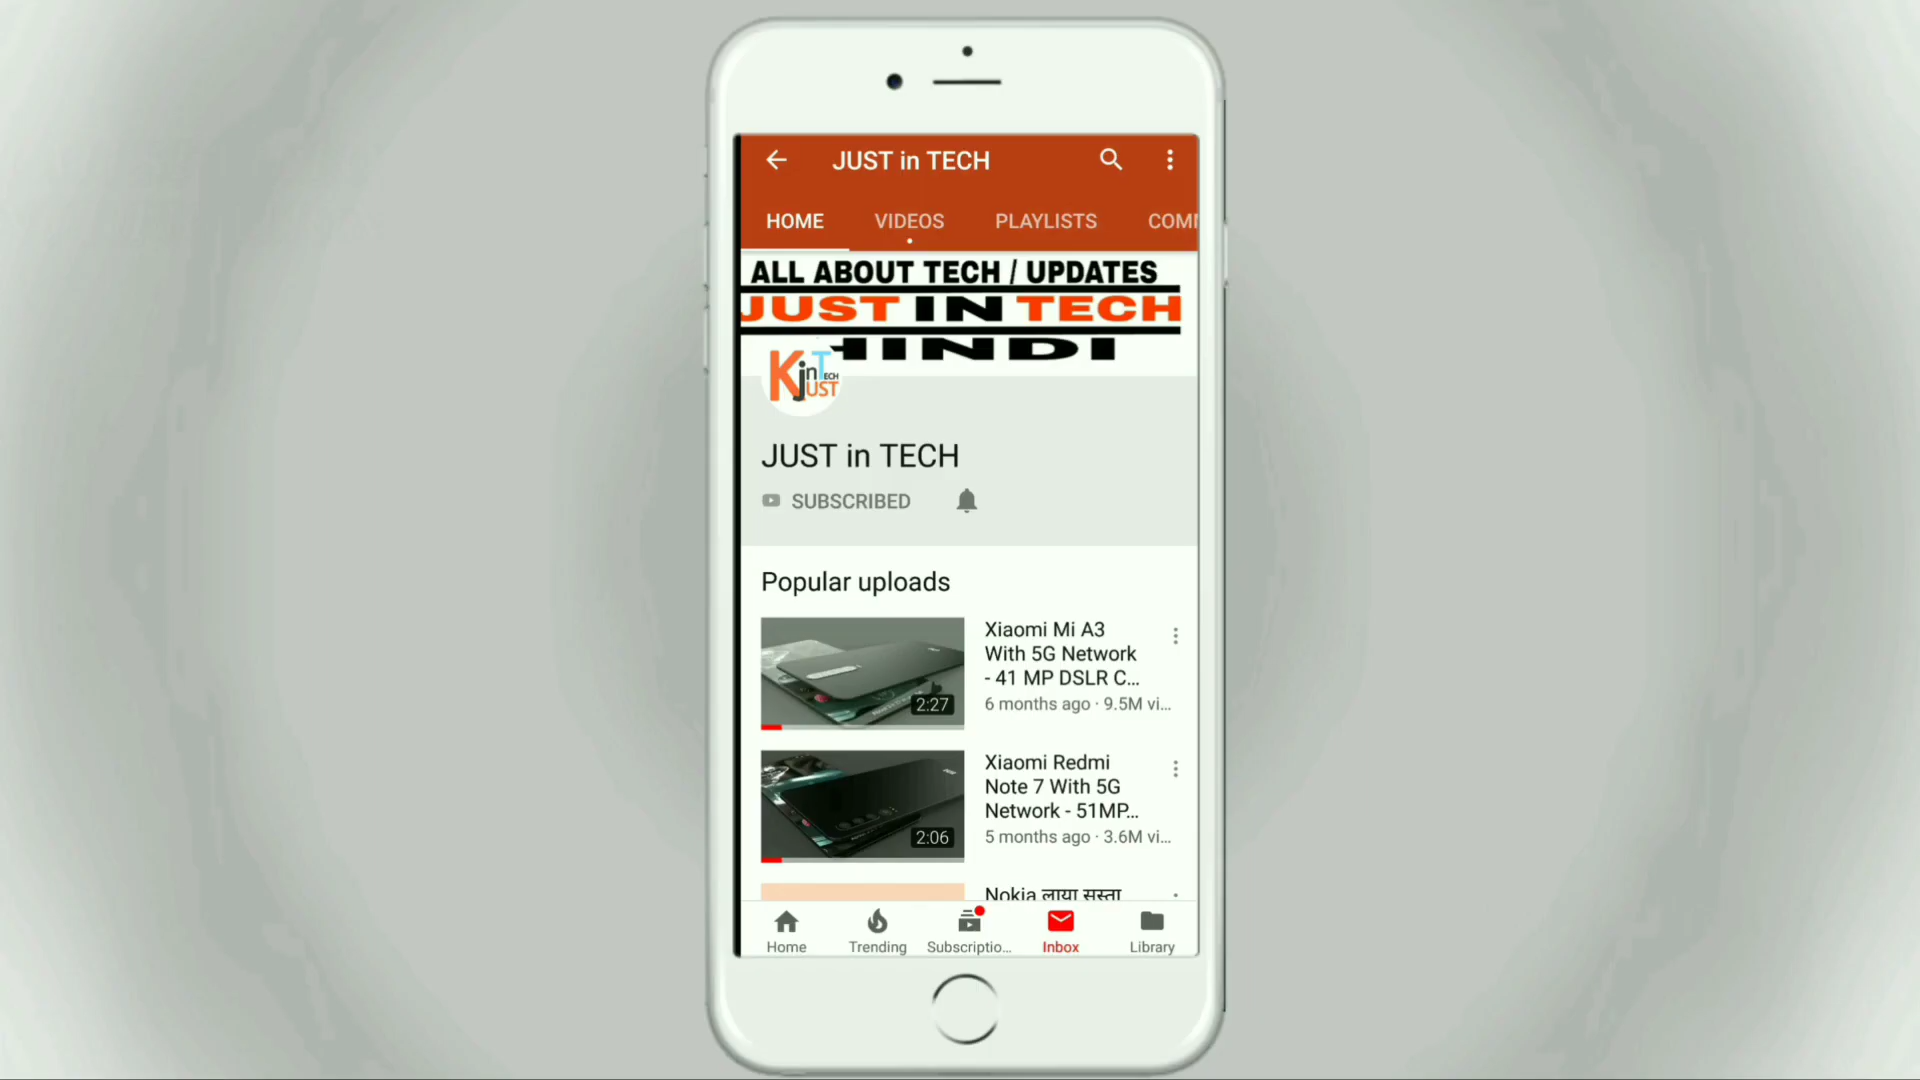 JUST in TECH
HOME VIDEOS PLAYLISTS COMM
ALL ABOUT TECH / UPDATES
JUST IN TECH
HINDI
K jnTECH
JUST
JUST in TECH
SUBSCRIBED
Popular uploads
Xiaomi Mi A3
With 5G Network
- 41 MP DSLR C...
6 months ago · 9.5M vi...
2:27
Xiaomi Redmi
Note 7 With 5G
Network - 51MP...
5 months ago · 3.6M vi...
2:06
Nokia लाया सस्ता
Home Trending Subscriptio... Inbox Library